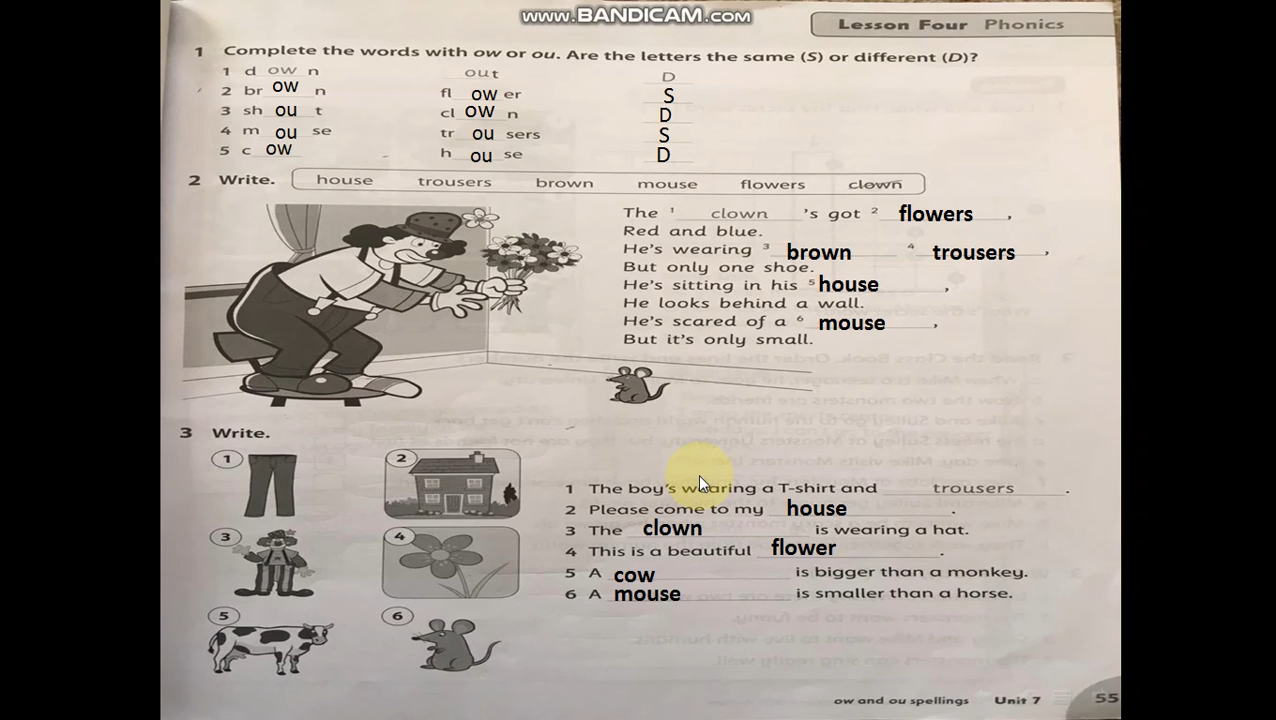 www.BANDICAM.com
Lesson Four Phonics
1 Complete the words with ow or ou. Are the letters the same (S) or different (D)?
1 d ow n out D
2 br ow n fl ow er S
3 sh ou t cl ow n D
4 m ou se tr ou sers S
5 c ow h ou se D
2 Write. house trousers brown mouse flowers clown
The 1 clown 's got 2 flowers ,
Red and blue.
He's wearing 3 brown 4 trousers ,
But only one shoe.
He's sitting in his 5 house ,
He looks behind a wall.
He's scared of a 6 mouse ,
But it's only small.
3 Write.
1 2
3 4
5 6
1 The boy's wearing a T-shirt and trousers .
2 Please come to my house .
3 The clown is wearing a hat.
4 This is a beautiful flower .
5 A cow is bigger than a monkey.
6 A mouse is smaller than a horse.
ow and ou spellings Unit 7 55